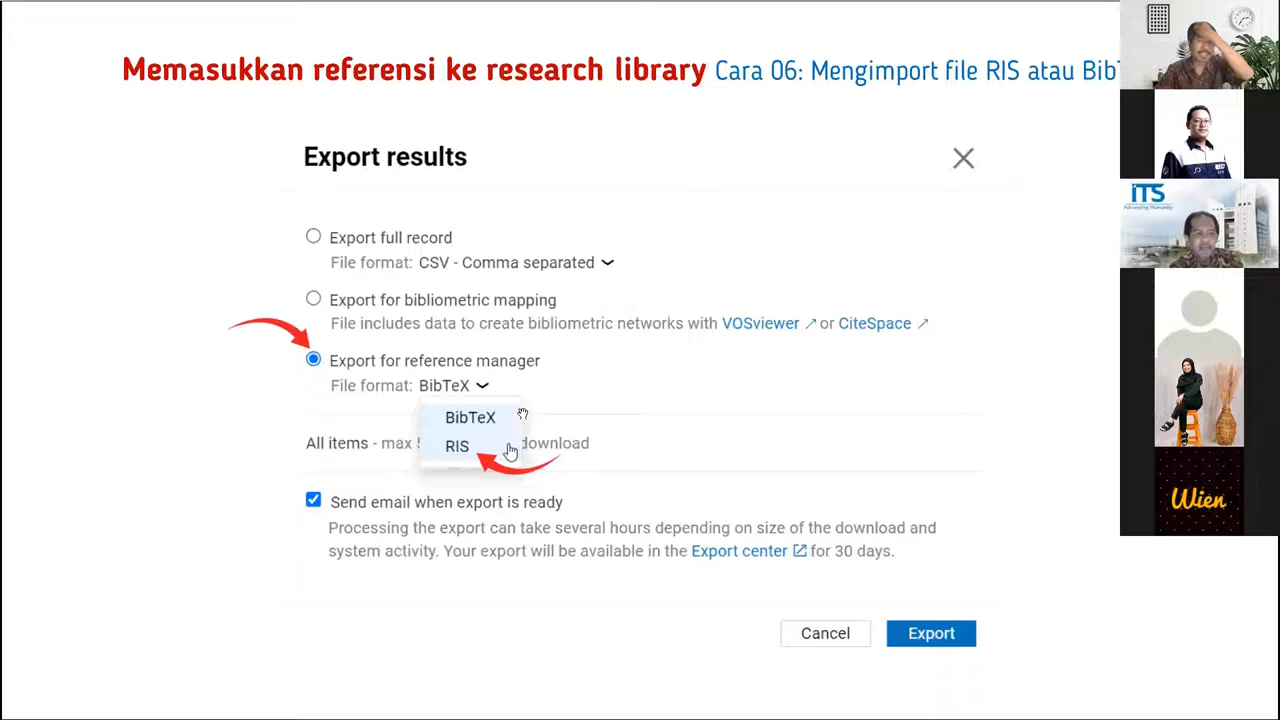 Memasukkan referensi ke research library Cara 06: Mengimport file RIS atau Bib
Export results
Export full record
File format: CSV - Comma separated
Export for bibliometric mapping
File includes data to create bibliometric networks with VOSviewer or CiteSpace
Export for reference manager
File format: BibTeX
BibTeX
RIS
All items - max download
Send email when export is ready
Processing the export can take several hours depending on size of the download and
system activity. Your export will be available in the Export center for 30 days.
Cancel Export
ITS
Advancing Humanity
Wien